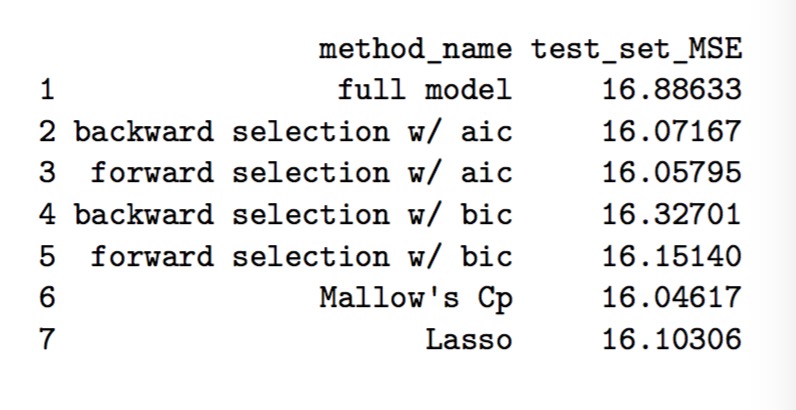 method_name test_set_MSE
1 full model 16.88633
2 backward selection w/ aic 16.07167
3 forward selection w/ aic 16.05795
4 backward selection w/ bic 16.32701
5 forward selection w/ bic 16.15140
6 Mallow's Cp 16.04617
7 Lasso 16.10306